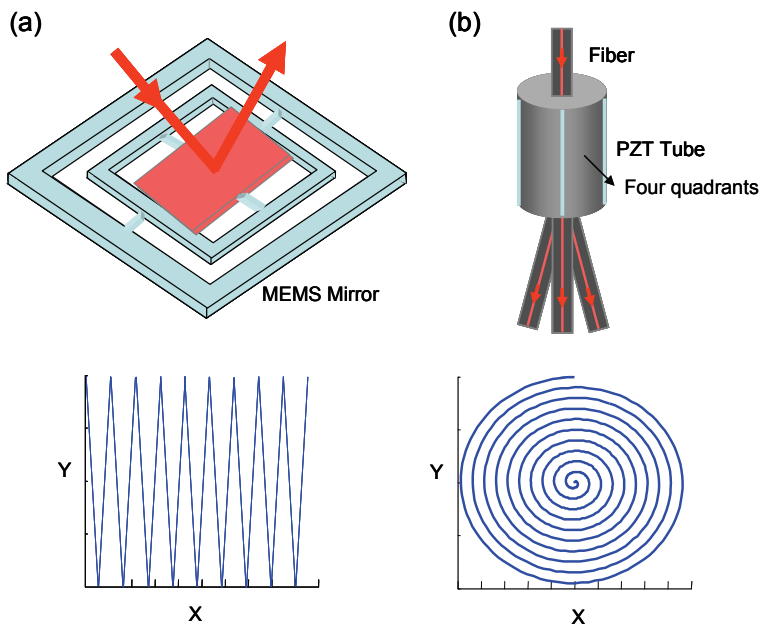 (a)
MEMS Mirror
Y
X
(b)
Fiber
PZT Tube
Four quadrants
Y
X